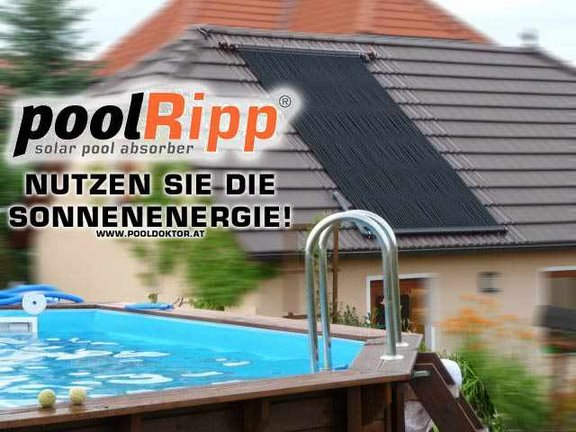 poolRipp®
solar pool absorber
NUTZEN SIE DIE
SONNENENERGIE!
WWW.POOLDOKTOR.AT